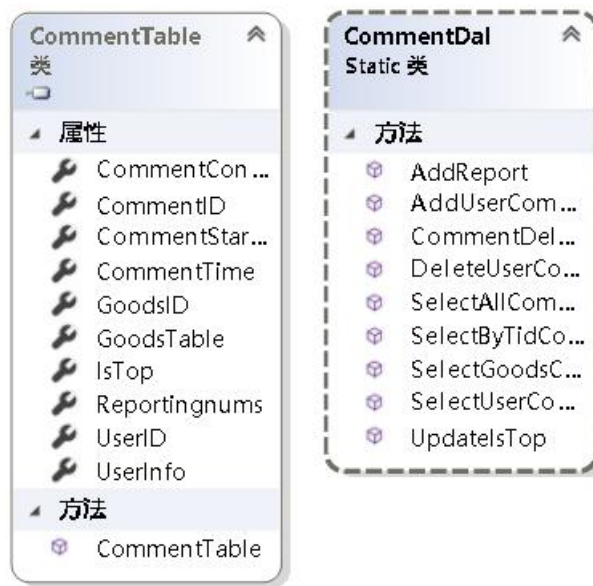 CommentTable
类
属性
CommentCon...
CommentID
CommentStar...
CommentTime
GoodsID
GoodsTable
IsTop
Reportingnums
UserID
UserInfo
方法
CommentTable
CommentDal
Static 类
方法
AddReport
AddUserCom...
CommentDel...
DeleteUserCo...
SelectAllCom...
SelectByTidCo...
SelectGoodsC...
SelectUserCo...
UpdateIsTop